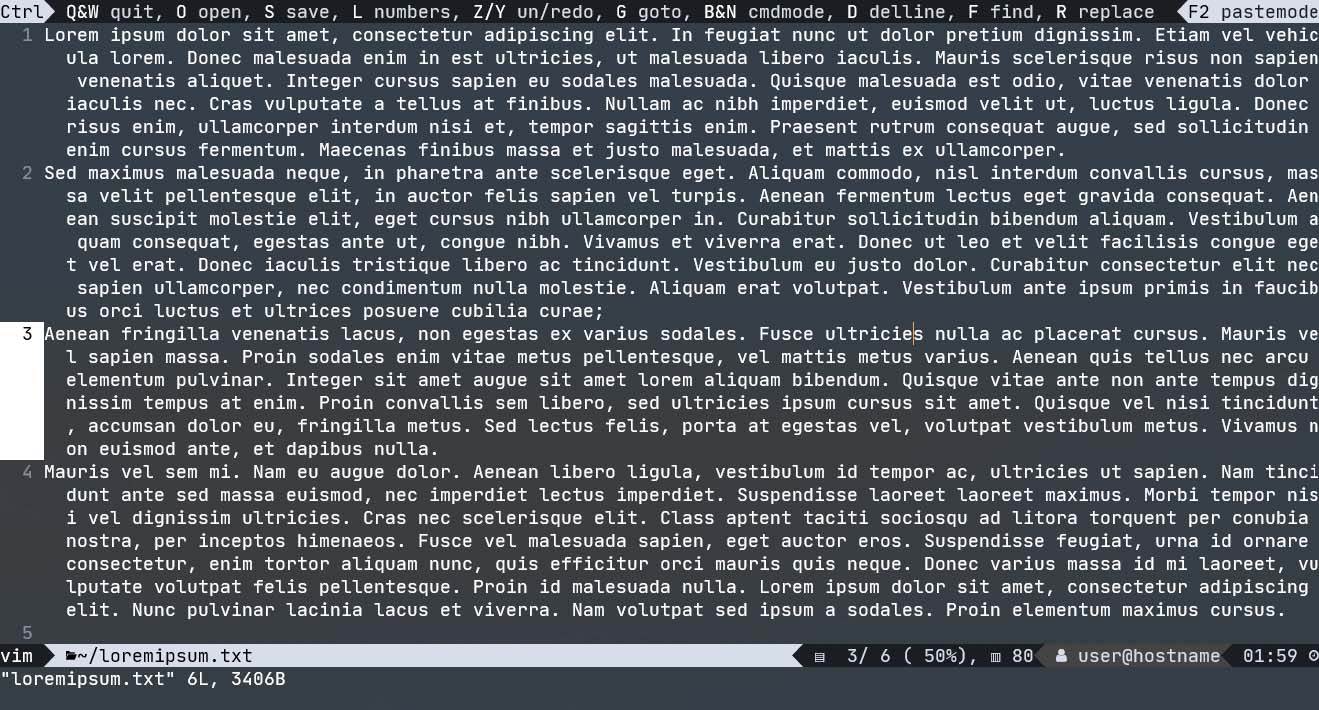 Ctrl Q&W quit, O open, S save, L numbers, Z/Y un/redo, G goto, B&N cmdmode, D delline, F find, R replace F2 pastemode
1 Lorem ipsum dolor sit amet, consectetur adipiscing elit. In feugiat nunc ut dolor pretium dignissim. Etiam vel vehic
ula lorem. Donec malesuada enim in est ultricies, ut malesuada libero iaculis. Mauris scelerisque risus non sapien
venenatis aliquet. Integer cursus sapien eu sodales malesuada. Quisque malesuada est odio, vitae venenatis dolor
iaculis nec. Cras vulputate a tellus at finibus. Nullam ac nibh imperdiet, euismod velit ut, luctus ligula. Donec
risus enim, ullamcorper interdum nisi et, tempor sagittis enim. Praesent rutrum consequat augue, sed sollicitudin
enim cursus fermentum. Maecenas finibus massa et justo malesuada, et mattis ex ullamcorper.
2 Sed maximus malesuada neque, in pharetra ante scelerisque eget. Aliquam commodo, nisl interdum convallis cursus, mas
sa velit pellentesque elit, in auctor felis sapien vel turpis. Aenean fermentum lectus eget gravida consequat. Aen
ean suscipit molestie elit, eget cursus nibh ullamcorper in. Curabitur sollicitudin bibendum aliquam. Vestibulum a
quam consequat, egestas ante ut, congue nibh. Vivamus et viverra erat. Donec ut leo et velit facilisis congue ege
t vel erat. Donec iaculis tristique libero ac tincidunt. Vestibulum eu justo dolor. Curabitur consectetur elit nec
sapien ullamcorper, nec condimentum nulla molestie. Aliquam erat volutpat. Vestibulum ante ipsum primis in faucib
us orci luctus et ultrices posuere cubilia curae;
3 Aenean fringilla venenatis lacus, non egestas ex varius sodales. Fusce ultricies nulla ac placerat cursus. Mauris ve
l sapien massa. Proin sodales enim vitae metus pellentesque, vel mattis metus varius. Aenean quis tellus nec arcu
elementum pulvinar. Integer sit amet augue sit amet lorem aliquam bibendum. Quisque vitae ante non ante tempus dig
nissim tempus at enim. Proin convallis sem libero, sed ultricies ipsum cursus sit amet. Quisque vel nisi tincidunt
, accumsan dolor eu, fringilla metus. Sed lectus felis, porta at egestas vel, volutpat vestibulum metus. Vivamus n
on euismod ante, et dapibus nulla.
4 Mauris vel sem mi. Nam eu augue dolor. Aenean libero ligula, vestibulum id tempor ac, ultricies ut sapien. Nam tinci
dunt ante sed massa euismod, nec imperdiet lectus imperdiet. Suspendisse laoreet laoreet maximus. Morbi tempor nis
i vel dignissim ultricies. Cras nec scelerisque elit. Class aptent taciti sociosqu ad litora torquent per conubia
nostra, per inceptos himenaeos. Fusce vel malesuada sapien, eget auctor eros. Suspendisse feugiat, urna id ornare
consectetur, enim tortor aliquam nunc, quis efficitur orci mauris quis neque. Donec varius massa id mi laoreet, vu
lputate volutpat felis pellentesque. Proin id malesuada nulla. Lorem ipsum dolor sit amet, consectetur adipiscing
elit. Nunc pulvinar lacinia lacus et viverra. Nam volutpat sed ipsum a sodales. Proin elementum maximus cursus.
5
vim ~/loremipsum.txt 3/ 6 ( 50%), 80 user@hostname 01:59
"loremipsum.txt" 6L, 3406B